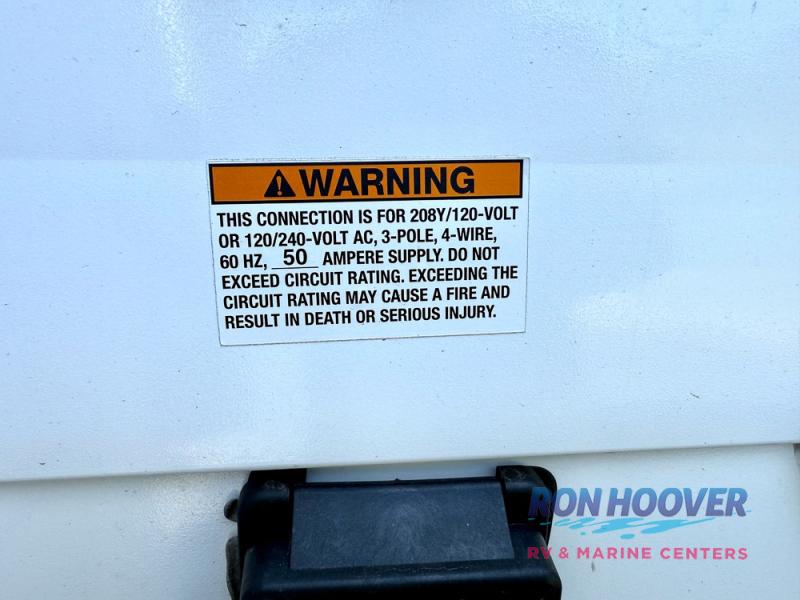 WARNING
THIS CONNECTION IS FOR 208Y/120-VOLT
OR 120/240-VOLT AC, 3-POLE, 4-WIRE,
60 HZ, 50 AMPERE SUPPLY. DO NOT
EXCEED CIRCUIT RATING. EXCEEDING THE
CIRCUIT RATING MAY CAUSE A FIRE AND
RESULT IN DEATH OR SERIOUS INJURY.
RON HOOVER
RV & MARINE CENTERS